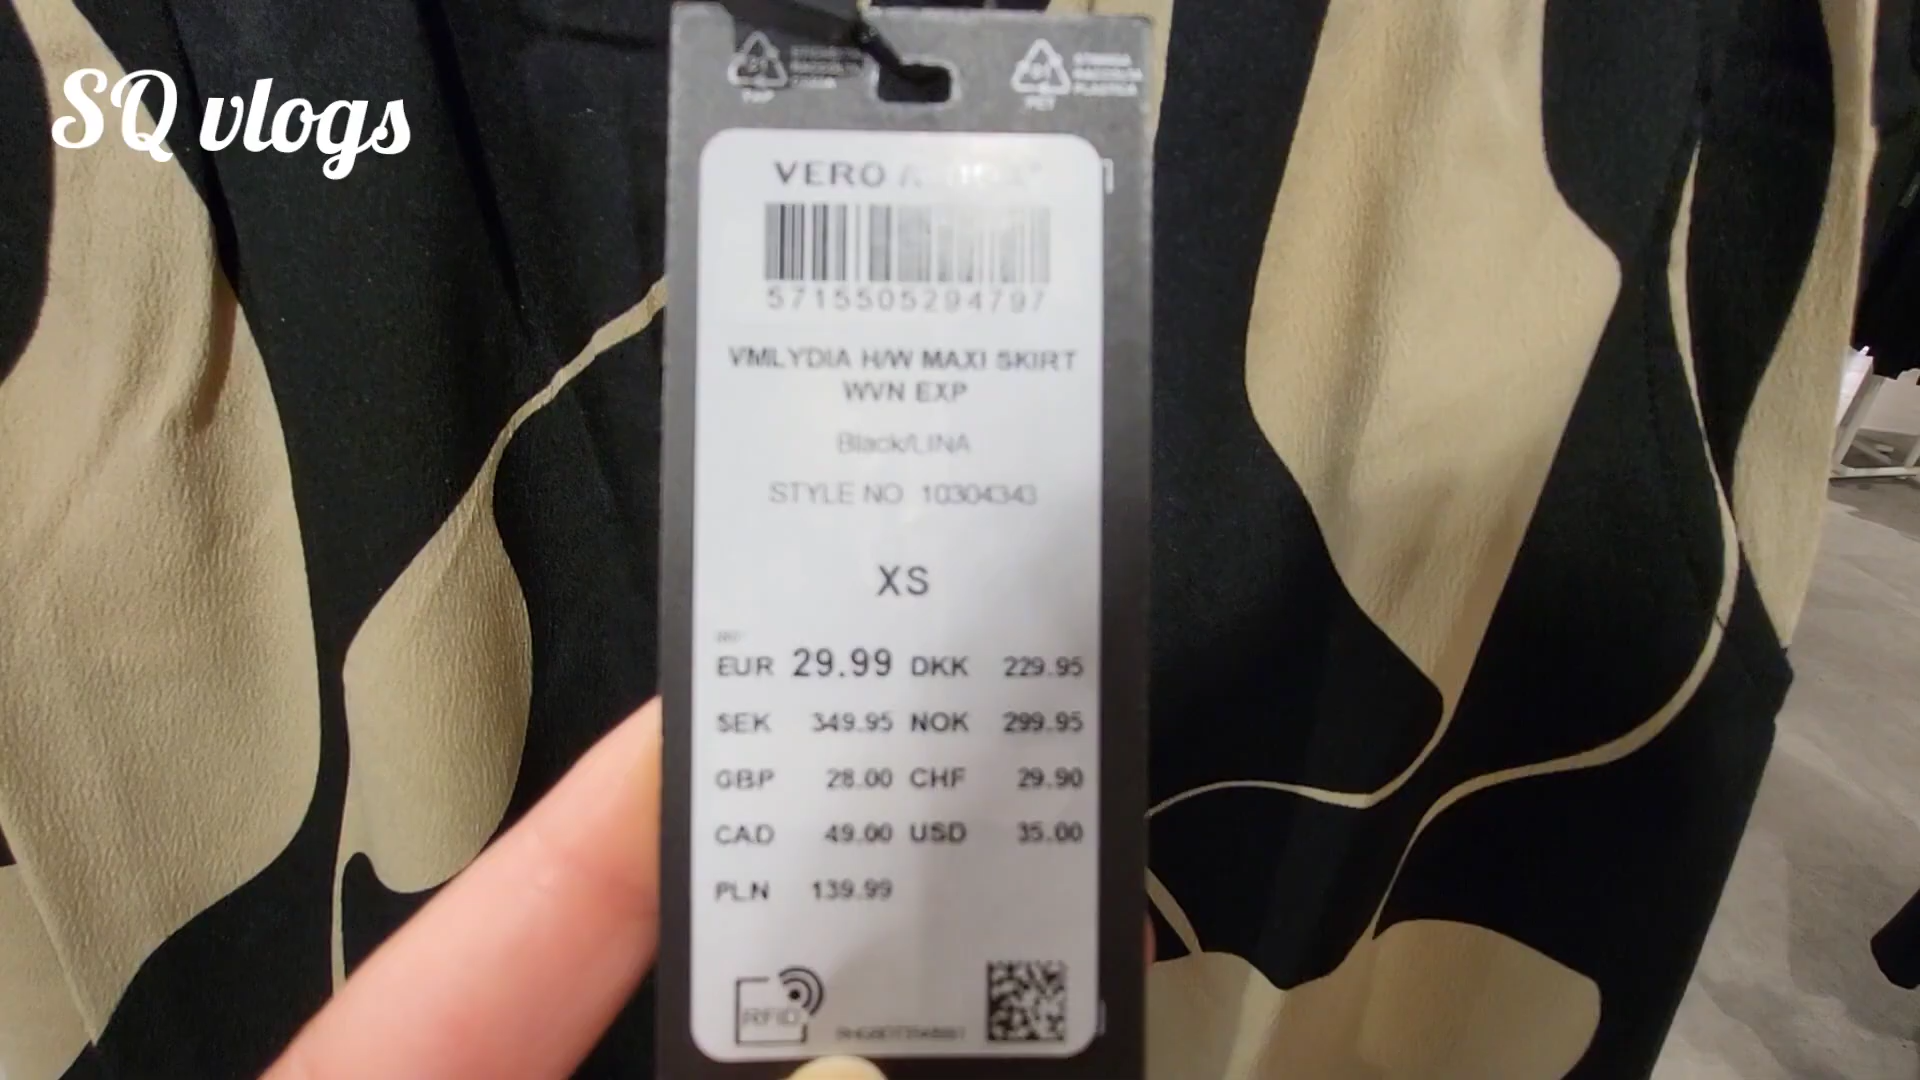 SQ vlogs
VERO
5715505294797
VMLYDIA H/W MAXI SKIRT
WVN EXP
Black/LINA
STYLE NO 10304343
XS
EUR 29.99 DKK 229.95
SEK 349.95 NOK 299.95
GBP 28.00 CHF 29.90
CAD 49.00 USD 35.00
PLN 139.99
RFID